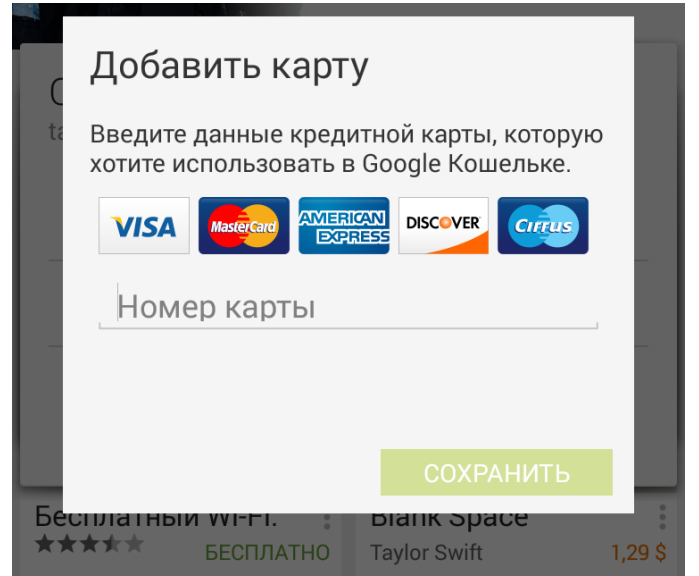 Добавить карту
Введите данные кредитной карты, которую
хотите использовать в Google Кошельке.
VISA MasterCard AMERICAN EXPRESS DISCOVER Cirrus
Номер карты
СОХРАНИТЬ
Бесплатный Wi-Fi.
БЕСПЛАТНО
Blank Space
Taylor Swift
1,29 $